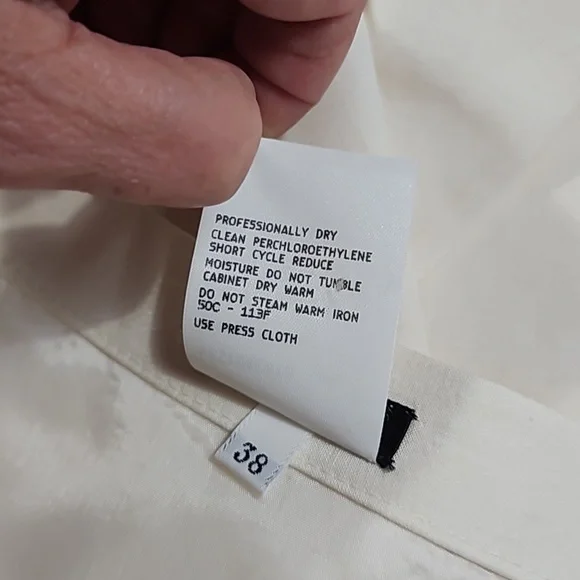 PROFESSIONALLY DRY
CLEAN PERCHLOROETHYLENE
SHORT CYCLE REDUCE
MOISTURE DO NOT TUMBLE
CABINET DRY WARM
DO NOT STEAM WARM IRON
50C - 113F
USE PRESS CLOTH
38